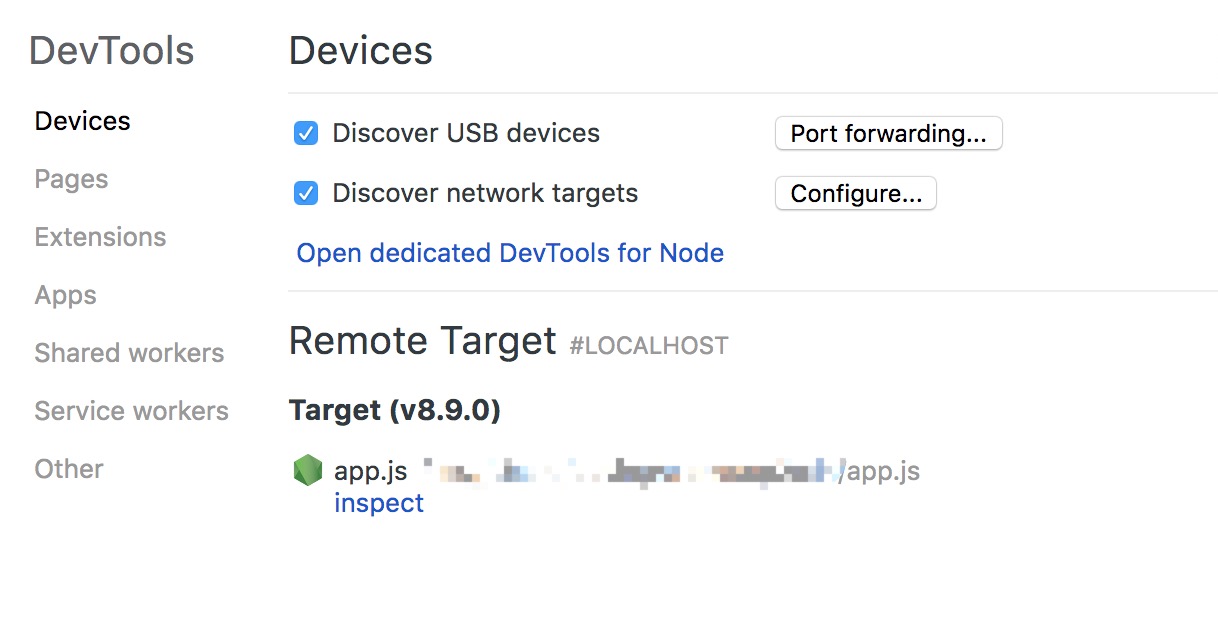 DevTools
Devices
Pages
Extensions
Apps
Shared workers
Service workers
Other
Devices
Discover USB devices Port forwarding...
Discover network targets Configure...
Open dedicated DevTools for Node
Remote Target #LOCALHOST
Target (v8.9.0)
app.js /app.js
inspect